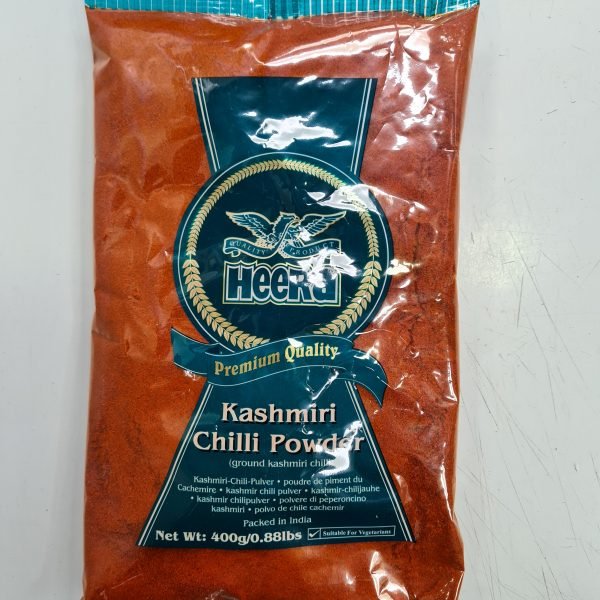 QUALITY PRODUCT
HEERA
Premium Quality
Kashmiri
Chilli Powder
(ground kashmiri chilli)
Kashmiri-Chili-Pulver • poudre de piment du
Cachemire • kashmir chili pulver • kashmir-chilijauhe
• kashmir chilipulver • polvere di peperoncino
kashmiri • polvo de chile cachemir
Packed in India
Net Wt: 400g/0.88lbs Suitable For Vegetarians